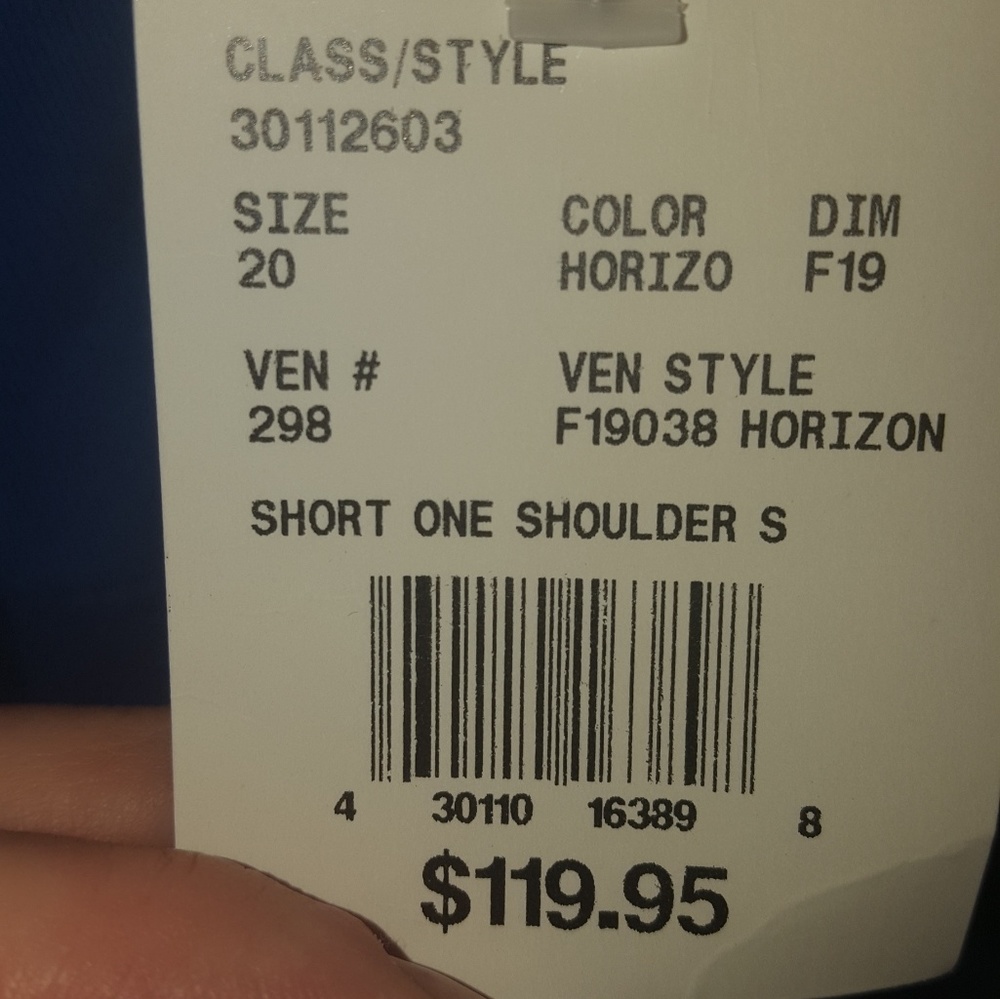 CLASS/STYLE
30112603
SIZE COLOR DIM
20 HORIZO F19
VEN # VEN STYLE
298 F19038 HORIZON
SHORT ONE SHOULDER S
4 30110 16389 8
$119.95